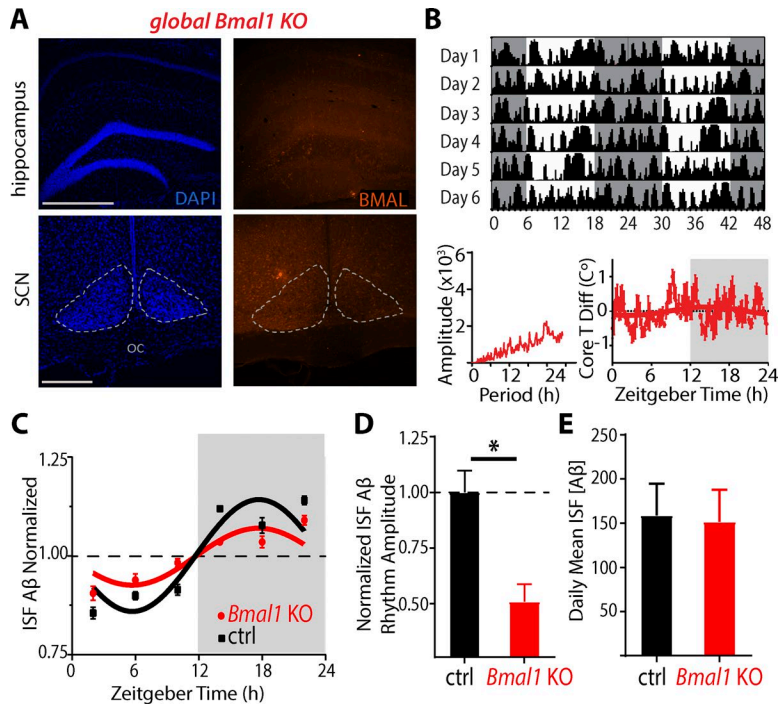 A
global Bmal1 KO
hippocampus
DAPI
BMAL
SCN
OC
B
Day 1
Day 2
Day 3
Day 4
Day 5
Day 6
0 6 12 18 24 30 36 42 48
Amplitude (x10³)
6
4
2
0
0 12 24
Period (h)
Core T Diff (C°)
1
0
-1
0 6 12 18 24
Zeitgeber Time (h)
C
ISF Aβ Normalized
1.25
1.00
0.75
Bmal1 KO
ctrl
0 6 12 18 24
Zeitgeber Time (h)
D
Normalized ISF Aβ
Rhythm Amplitude
1.25
1.00
0.75
0.50
*
ctrl Bmal1 KO
E
Daily Mean ISF [Aβ]
250
200
150
100
50
ctrl Bmal1 KO